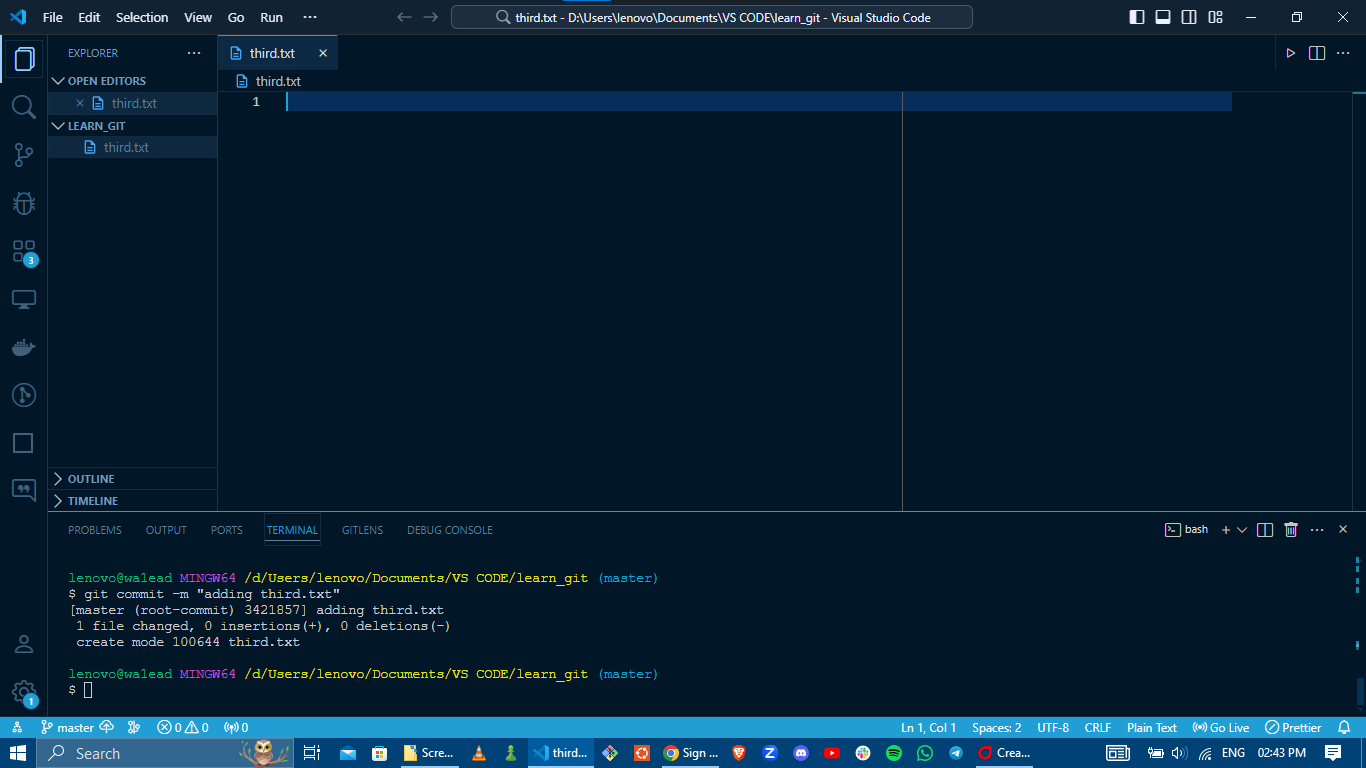 File Edit Selection View Go Run ···
third.txt - D:\Users\lenovo\Documents\VS CODE\learn_git - Visual Studio Code
EXPLORER ···
OPEN EDITORS
third.txt
LEARN_GIT
third.txt
OUTLINE
TIMELINE
third.txt
third.txt
1
3
1
PROBLEMS OUTPUT PORTS TERMINAL GITLENS DEBUG CONSOLE
bash
lenovo@wa1ead MINGW64 /d/Users/lenovo/Documents/VS CODE/learn_git (master)
$ git commit -m "adding third.txt"
[master (root-commit) 3421857] adding third.txt
1 file changed, 0 insertions(+), 0 deletions(-)
create mode 100644 third.txt
lenovo@wa1ead MINGW64 /d/Users/lenovo/Documents/VS CODE/learn_git (master)
$
master 0 0 0 Ln 1, Col 1 Spaces: 2 UTF-8 CRLF Plain Text Go Live Prettier
Search Scre... third... Sign ... Crea... ENG 02:43 PM